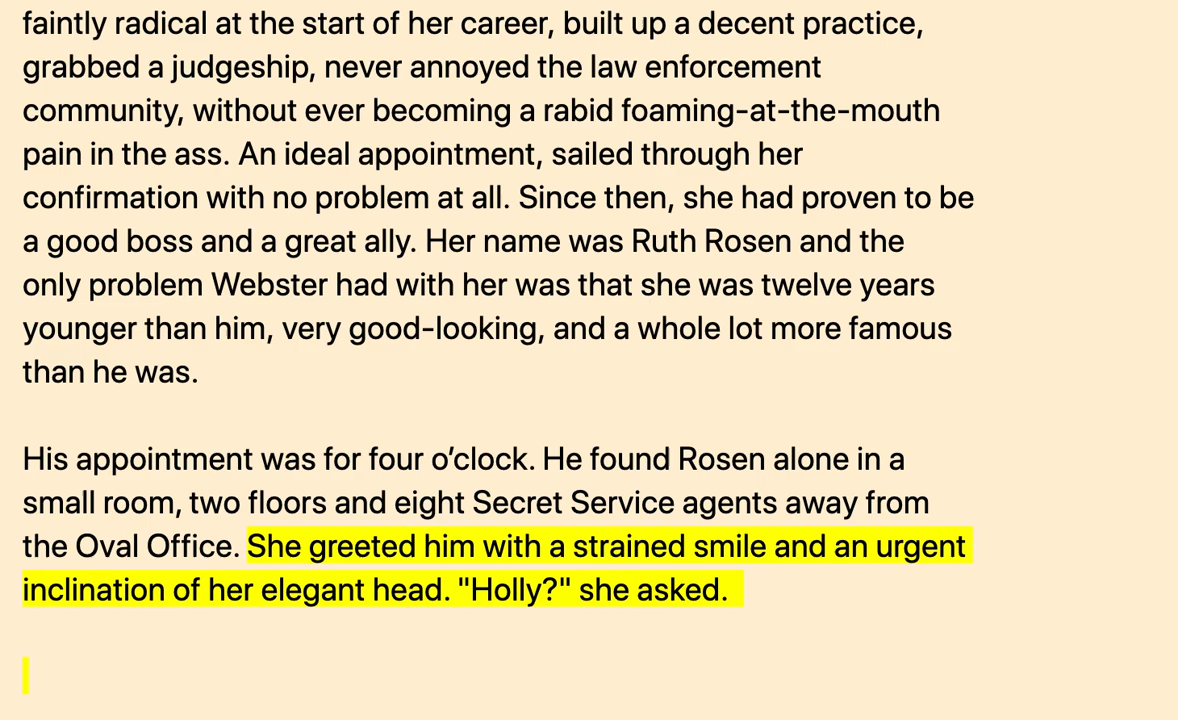 faintly radical at the start of her career, built up a decent practice,
grabbed a judgeship, never annoyed the law enforcement
community, without ever becoming a rabid foaming-at-the-mouth
pain in the ass. An ideal appointment, sailed through her
confirmation with no problem at all. Since then, she had proven to be
a good boss and a great ally. Her name was Ruth Rosen and the
only problem Webster had with her was that she was twelve years
younger than him, very good-looking, and a whole lot more famous
than he was.
His appointment was for four o’clock. He found Rosen alone in a
small room, two floors and eight Secret Service agents away from
the Oval Office. She greeted him with a strained smile and an urgent
inclination of her elegant head. "Holly?" she asked.